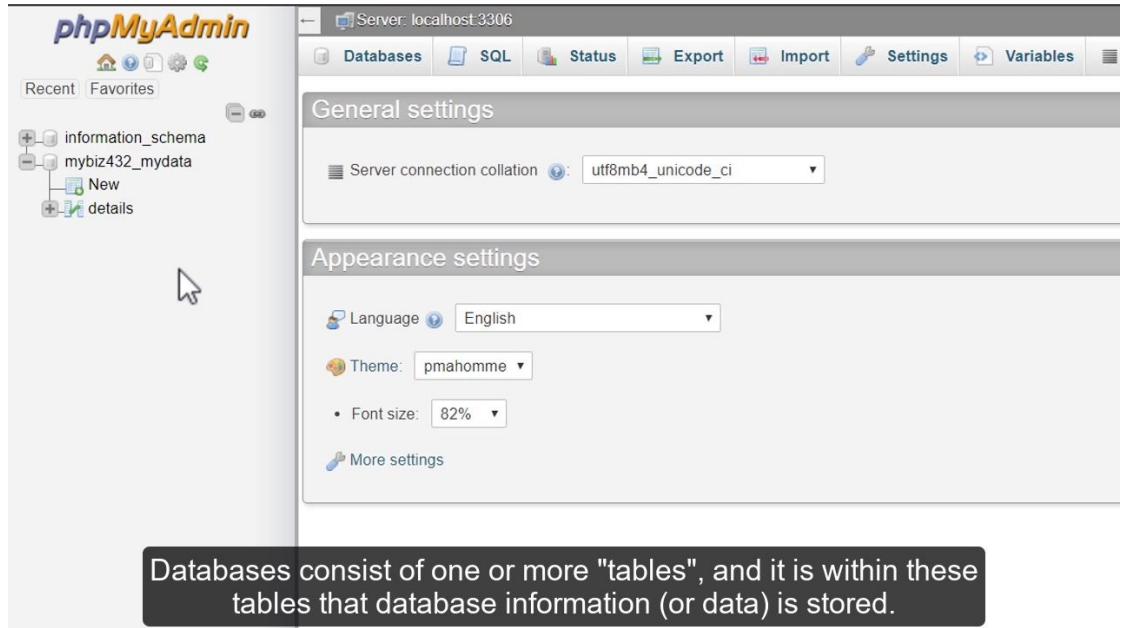 phpMyAdmin
Recent Favorites
information_schema
mybiz432_mydata
New
details
Server: localhost:3306
Databases SQL Status Export Import Settings Variables
General settings
Server connection collation : utf8mb4_unicode_ci
Appearance settings
Language English
Theme: pmahomme
• Font size: 82%
More settings
Databases consist of one or more "tables", and it is within these
tables that database information (or data) is stored.